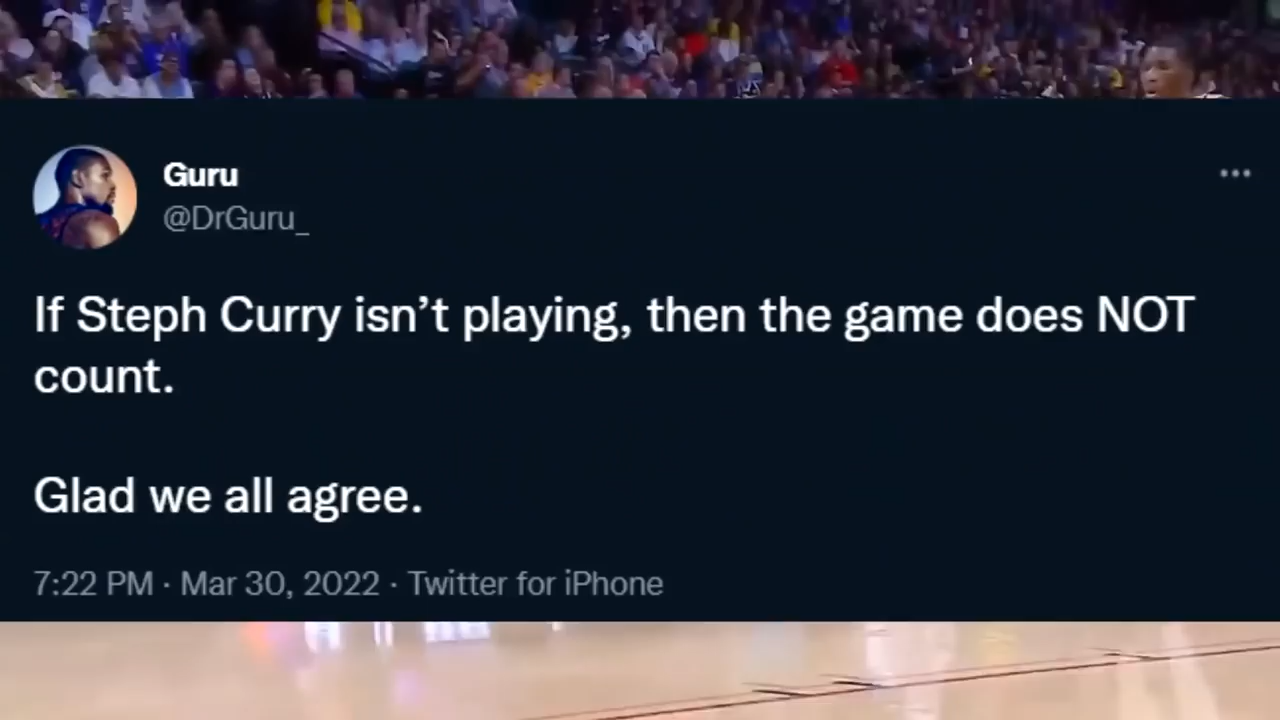 Guru
@DrGuru_
If Steph Curry isn’t playing, then the game does NOT
count.
Glad we all agree.
7:22 PM · Mar 30, 2022 · Twitter for iPhone